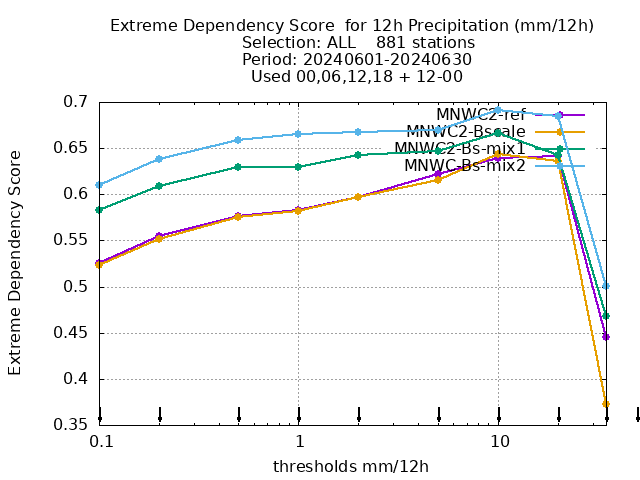 Extreme Dependency Score  for 12h Precipitation (mm/12h)
Selection: ALL    881 stations
Period: 20240601-20240630
Used 00,06,12,18 + 12-00
MNWC2-ref
MNWC2-Bscale
MNWC2-Bs-mix1
MNWC-Bs-mix2
Extreme Dependency Score
0.7
0.65
0.6
0.55
0.5
0.45
0.4
0.35
0.1
1
10
thresholds mm/12h